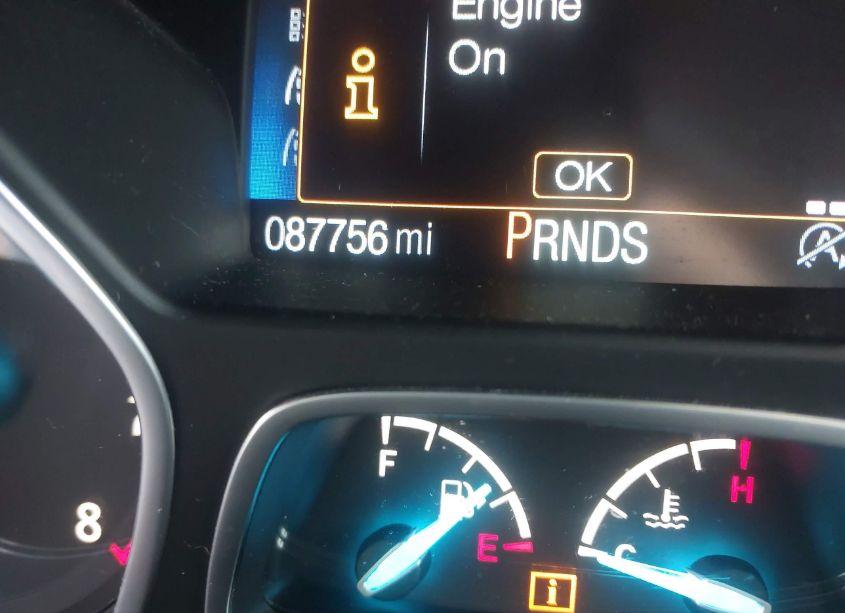 Engine
On
i
OK
087756 mi PRNDS
A
F
H
8
E
C
i